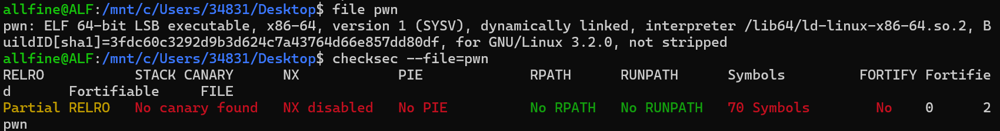 allfine@ALF:/mnt/c/Users/34831/Desktop$ file pwn
pwn: ELF 64-bit LSB executable, x86-64, version 1 (SYSV), dynamically linked, interpreter /lib64/ld-linux-x86-64.so.2, B
uildID[sha1]=3fdc60c3292d9b3d624c7a43764d66e857dd80df, for GNU/Linux 3.2.0, not stripped
allfine@ALF:/mnt/c/Users/34831/Desktop$ checksec --file=pwn
RELRO           STACK CANARY      NX            PIE             RPATH      RUNPATH      Symbols         FORTIFY Fortifie
d       Fortifiable     FILE
Partial RELRO   No canary found   NX disabled   No PIE          No RPATH   No RUNPATH   70 Symbols        No    0       2
pwn